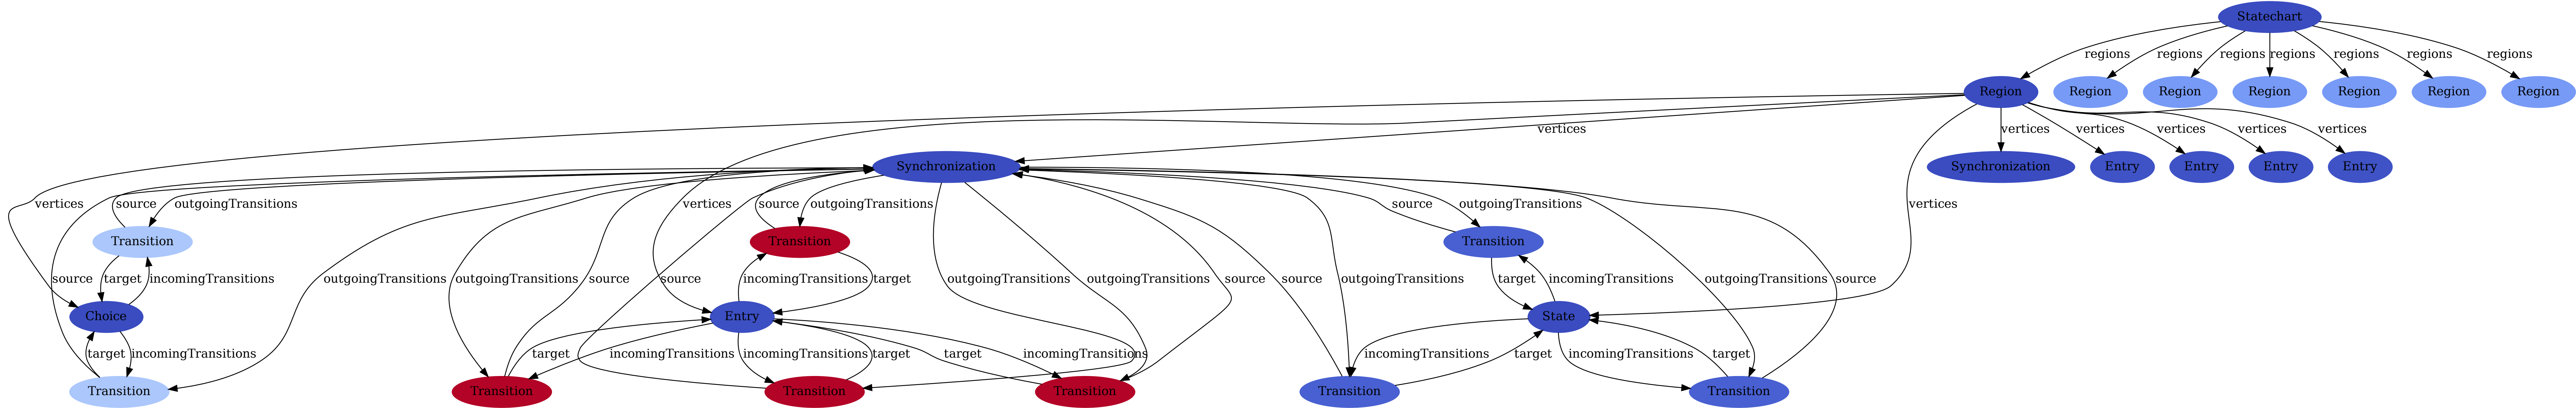 Statechart
regions regions regions regions regions regions regions
Region Region Region Region Region Region Region
vertices vertices vertices vertices vertices vertices
Synchronization Synchronization Entry Entry Entry Entry
vertices source outgoingTransitions vertices source outgoingTransitions source outgoingTransitions vertices
Transition Transition Transition
source target incomingTransitions outgoingTransitions outgoingTransitions source source incomingTransitions target outgoingTransitions outgoingTransitions source source outgoingTransitions target incomingTransitions outgoingTransitions source
Choice Entry State
target incomingTransitions target incomingTransitions incomingTransitions target target incomingTransitions incomingTransitions target incomingTransitions target
Transition Transition Transition Transition Transition Transition